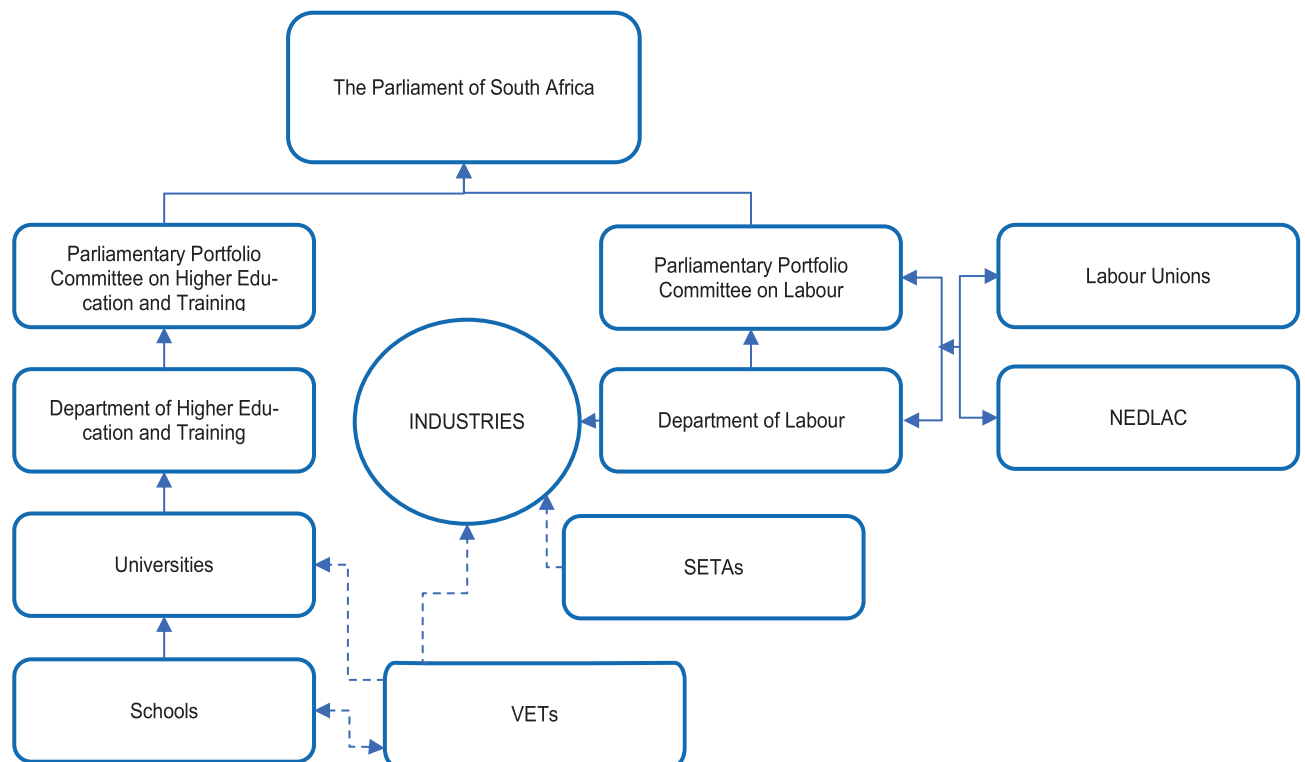 The Parliament of South Africa
Parliamentary Portfolio
Committee on Higher Edu-
cation and Training
Parliamentary Portfolio
Committee on Labour
Labour Unions
Department of Higher Edu-
cation and Training
INDUSTRIES
Department of Labour
NEDLAC
Universities
SETAs
Schools
VETs